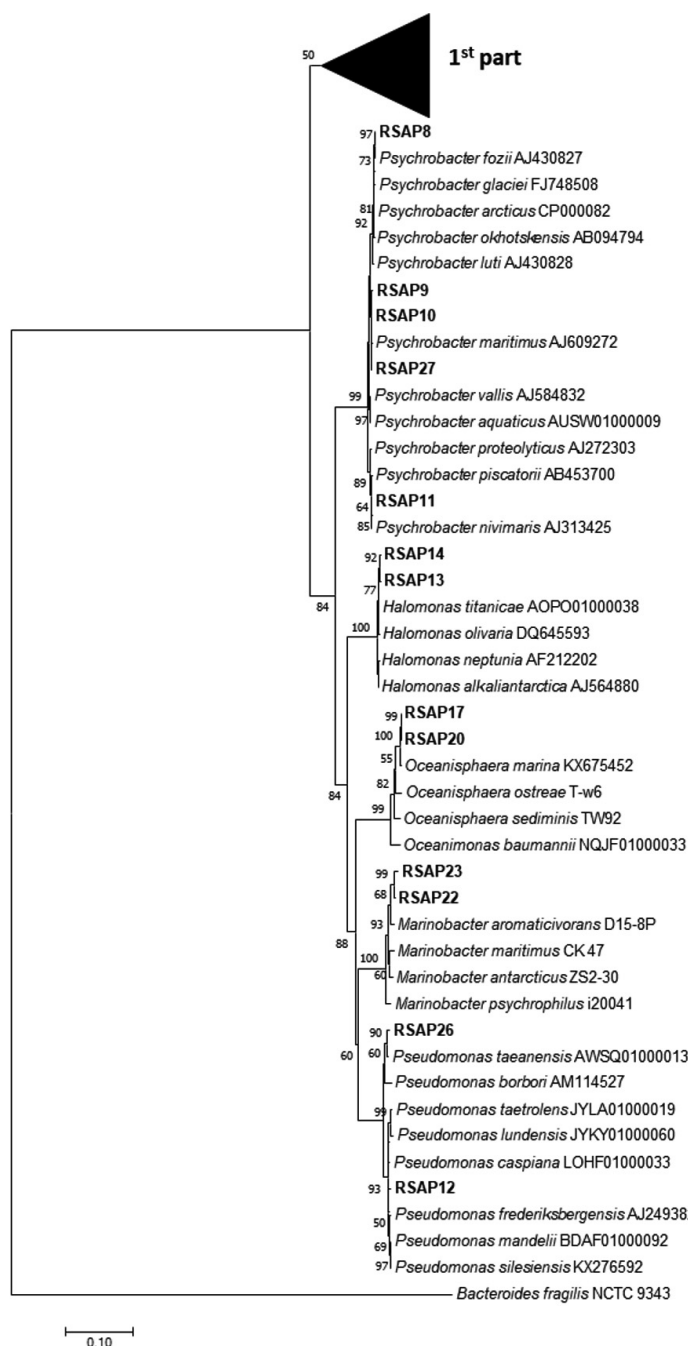 50
1st part
97 RSAP8
73 Psychrobacter fozii AJ430827
Psychrobacter glaciei FJ748508
81 Psychrobacter arcticus CP000082
92 Psychrobacter okhotskensis AB094794
Psychrobacter luti AJ430828
RSAP9
RSAP10
Psychrobacter maritimus AJ609272
RSAP27
99 Psychrobacter vallis AJ584832
97 Psychrobacter aquaticus AUSW01000009
Psychrobacter proteolyticus AJ272303
89 Psychrobacter piscatorii AB453700
64 RSAP11
85 Psychrobacter nivimaris AJ313425
92 RSAP14
77 RSAP13
84 Halomonas titanicae AOPO01000038
100 Halomonas olivaria DQ645593
Halomonas neptunia AF212202
Halomonas alkaliantarctica AJ564880
99 RSAP17
100 RSAP20
55 Oceanisphaera marina KX675452
82 Oceanisphaera ostreae T-w6
84
99 Oceanisphaera sediminis TW92
Oceanimonas baumannii NQJF01000033
99 RSAP23
68 RSAP22
93 Marinobacter aromaticivorans D15-8P
88 Marinobacter maritimus CK 47
100
60 Marinobacter antarcticus ZS2-30
Marinobacter psychrophilus i20041
90 RSAP26
60 60 Pseudomonas taeanensis AWSQ01000013
Pseudomonas borbori AM114527
99 Pseudomonas taetrolens JYLA01000019
Pseudomonas lundensis JYKY01000060
Pseudomonas caspiana LOHF01000033
93 RSAP12
50 Pseudomonas frederiksbergensis AJ24938
69 Pseudomonas mandelii BDAF01000092
97 Pseudomonas silesiensis KX276592
Bacteroides fragilis NCTC 9343
0.10